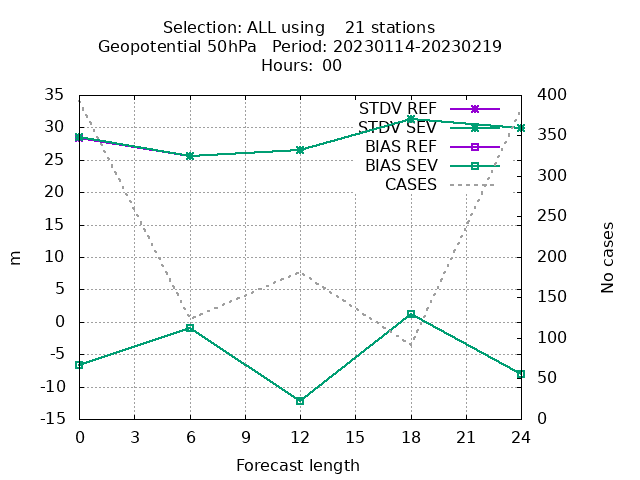 Selection: ALL using    21 stations
Geopotential 50hPa   Period: 20230114-20230219
Hours: 00
35
30
25
20
15
10
5
0
-5
-10
-15
m
400
350
300
250
200
150
100
50
0
No cases
STDV REF
STDV SEV
BIAS REF
BIAS SEV
CASES
0 3 6 9 12 15 18 21 24
Forecast length